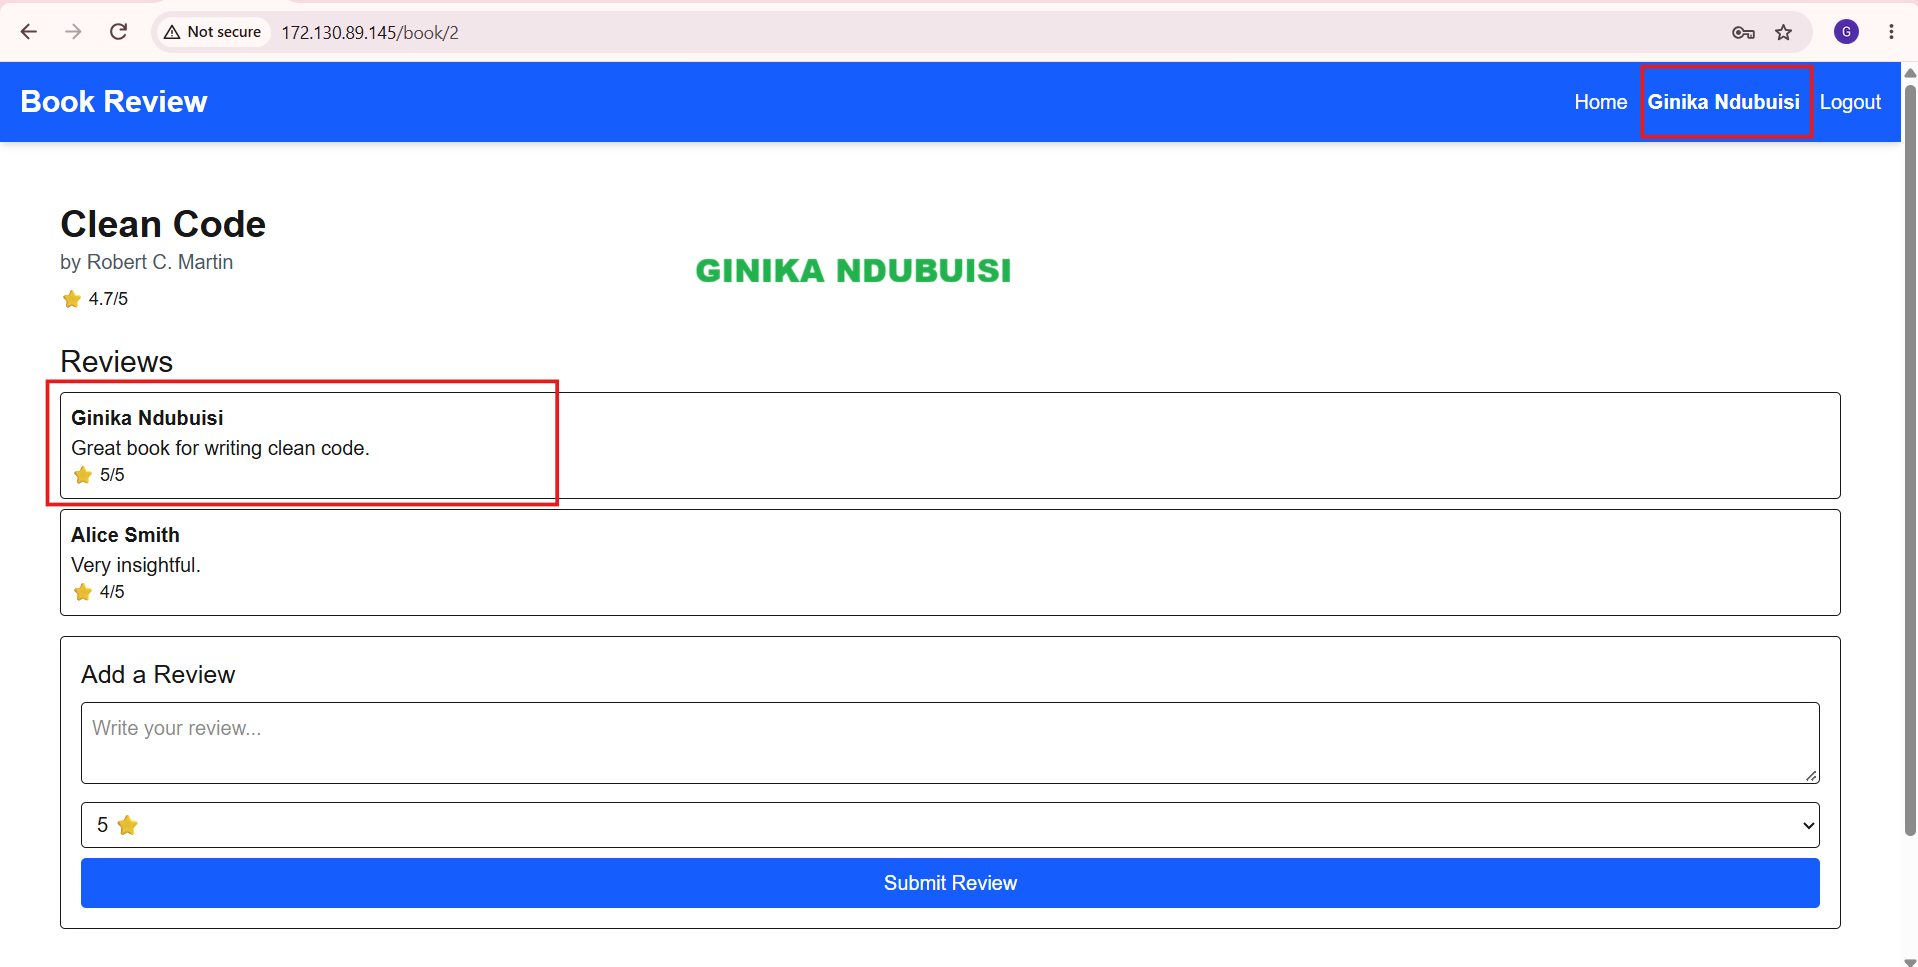 Not secure 172.130.89.145/book/2 G
Book Review Home Ginika Ndubuisi Logout
Clean Code
by Robert C. Martin
GINIKA NDUBUISI
4.7/5
Reviews
Ginika Ndubuisi
Great book for writing clean code.
5/5
Alice Smith
Very insightful.
4/5
Add a Review
Write your review...
5
Submit Review